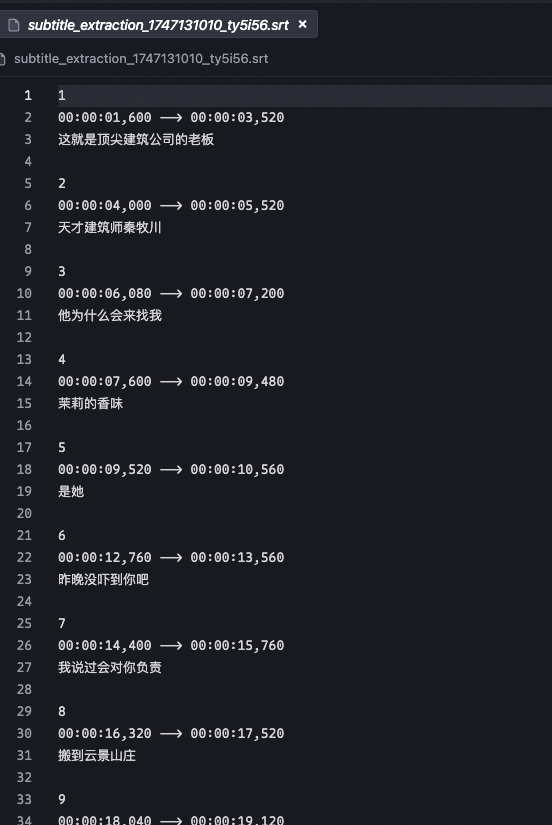 subtitle_extraction_1747131010_ty5i56.srt ×
subtitle_extraction_1747131010_ty5i56.srt
1 1
2 00:00:01,600 --> 00:00:03,520
3 这就是顶尖建筑公司的老板
4
5 2
6 00:00:04,000 --> 00:00:05,520
7 天才建筑师秦牧川
8
9 3
10 00:00:06,080 --> 00:00:07,200
11 他为什么会来找我
12
13 4
14 00:00:07,600 --> 00:00:09,480
15 茉莉的香味
16
17 5
18 00:00:09,520 --> 00:00:10,560
19 是她
20
21 6
22 00:00:12,760 --> 00:00:13,560
23 昨晚没吓到你吧
24
25 7
26 00:00:14,400 --> 00:00:15,760
27 我说过会对你负责
28
29 8
30 00:00:16,320 --> 00:00:17,520
31 搬到云景山庄
32
33 9
34 00:00:18,040 --> 00:00:19,120